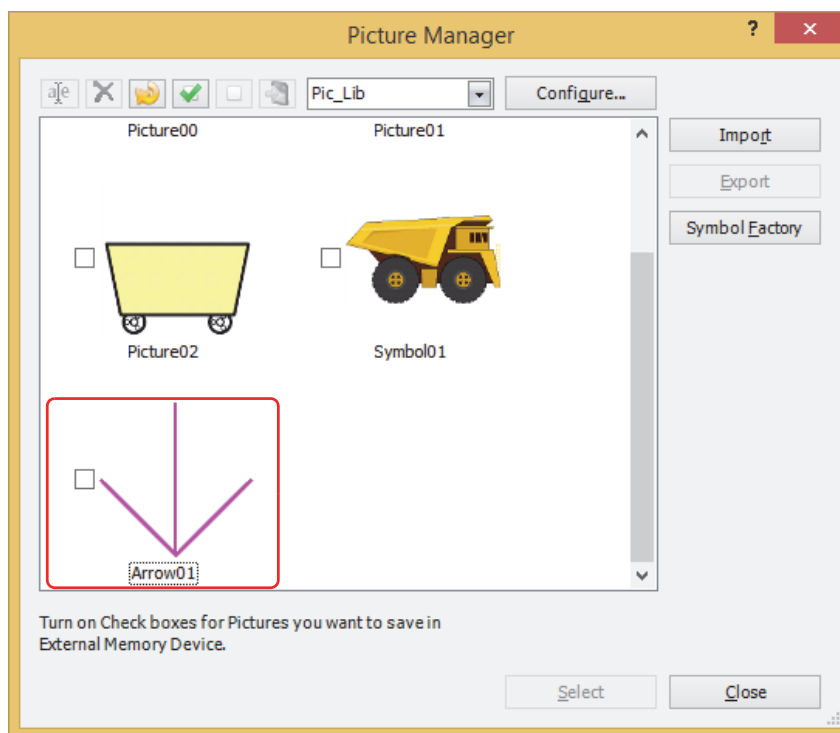 Picture Manager
?
aIe
Pic_Lib
Configure...
Picture00
Picture01
Import
Export
Symbol Factory
Picture02
Symbol01
Arrow01
Turn on Check boxes for Pictures you want to save in
External Memory Device.
Select
Close